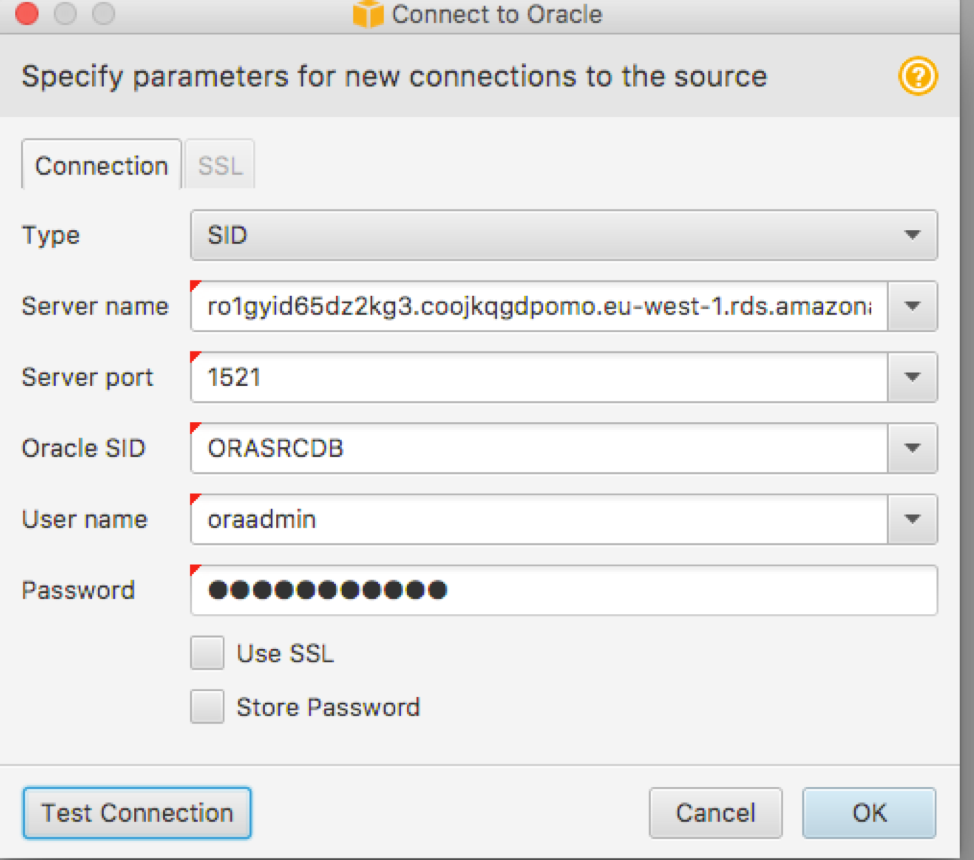 Connect to Oracle
Specify parameters for new connections to the source
Connection SSL
Type SID
Server name ro1gyid65dz2kg3.coojkqgdpomo.eu-west-1.rds.amazona
Server port 1521
Oracle SID ORASRCDB
User name oraadmin
Password
Use SSL
Store Password
Test Connection Cancel OK